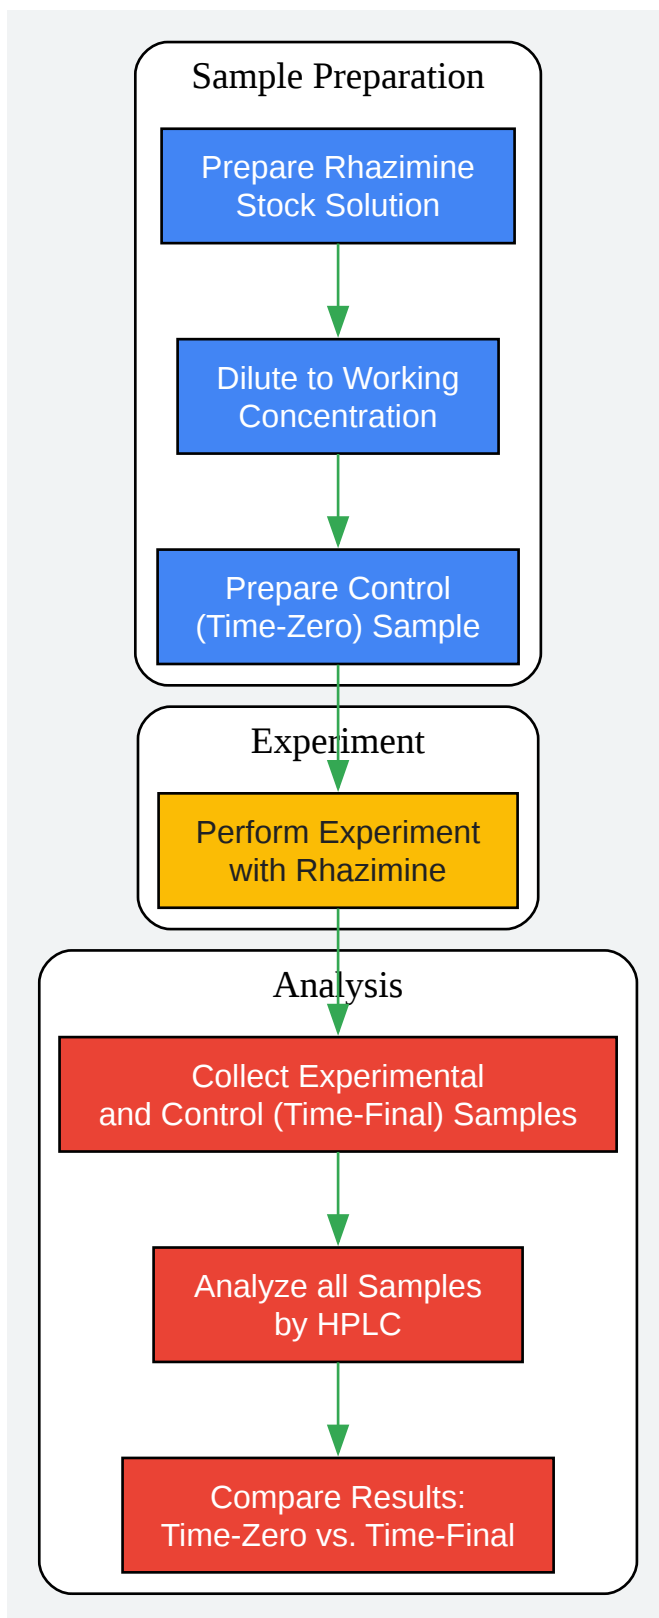 Sample Preparation
Prepare Rhazimine
Stock Solution
Dilute to Working
Concentration
Prepare Control
(Time-Zero) Sample
Experiment
Perform Experiment
with Rhazimine
Analysis
Collect Experimental
and Control (Time-Final) Samples
Analyze all Samples
by HPLC
Compare Results:
Time-Zero vs. Time-Final